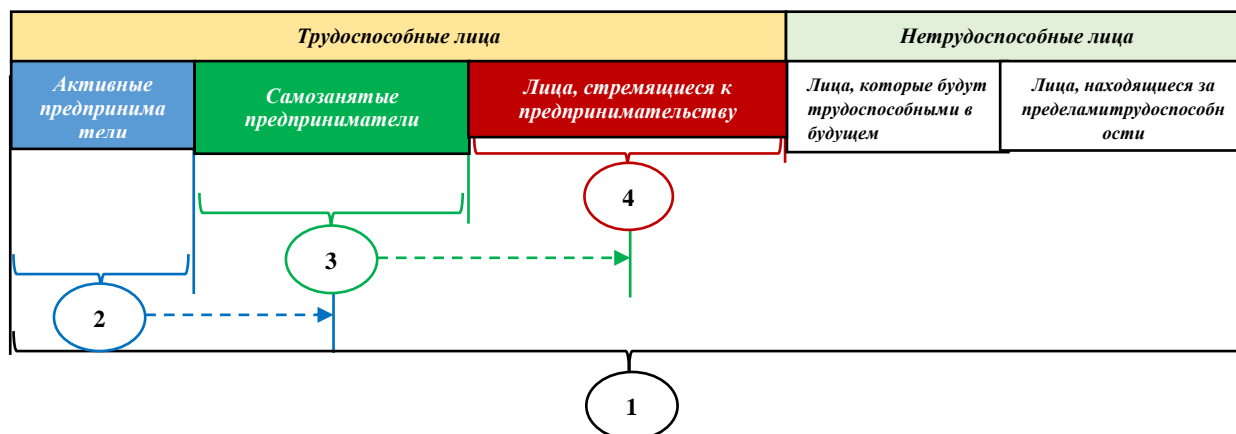 Трудоспособные лица
Нетрудоспособные лица
Активные
предпринима
тели
Самозанятые
предприниматели
Лица, стремящиеся к
предпринимательству
Лица, которые будут
трудоспособными в
будущем
Лица, находящиеся за
пределамитрудоспособн
ости
4
3
2
1